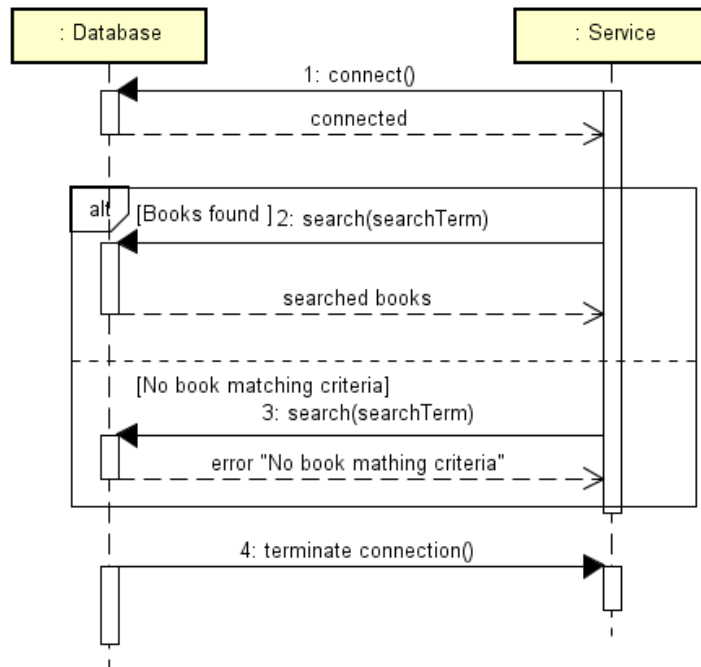 : Database
: Service
1: connect()
connected
alt
[Books found ]
2: search(searchTerm)
searched books
[No book matching criteria]
3: search(searchTerm)
error "No book mathing criteria"
4: terminate connection()